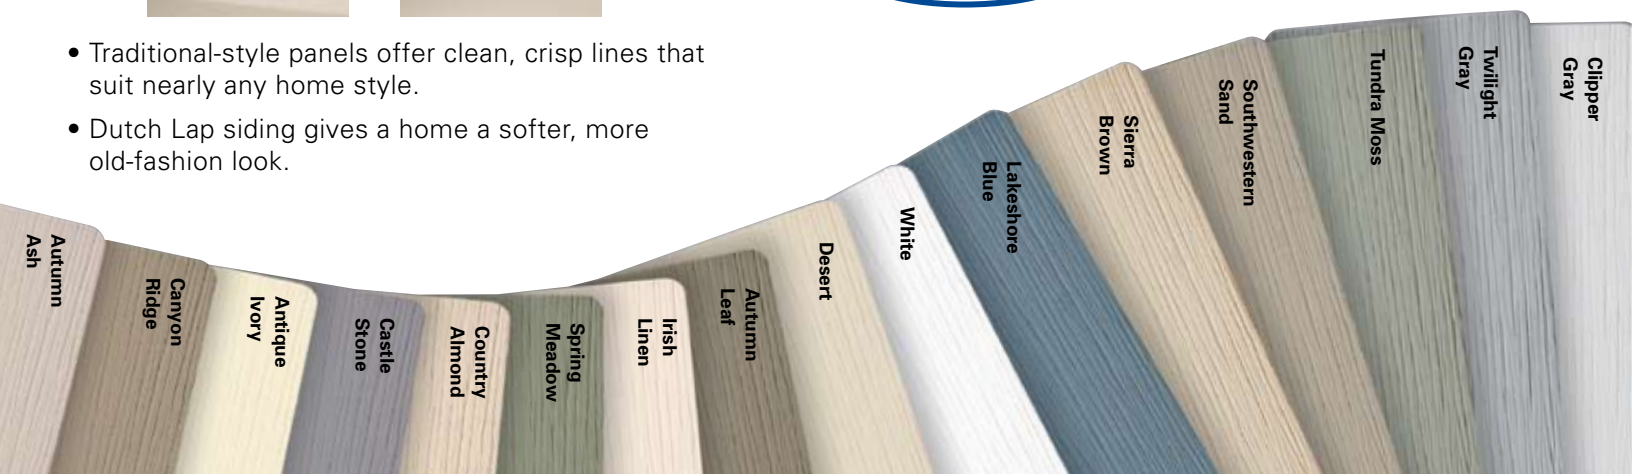 • Traditional-style panels offer clean, crisp lines that
suit nearly any home style.
• Dutch Lap siding gives a home a softer, more
old-fashion look.
Autumn
Ash
Canyon
Ridge
Antique
Ivory
Castle
Stone
Country
Almond
Spring
Meadow
Irish
Linen
Autumn
Leaf
Desert
White
Lakeshore
Blue
Sierra
Brown
Southwestern
Sand
Tundra Moss
Twilight
Gray
Clipper
Gray